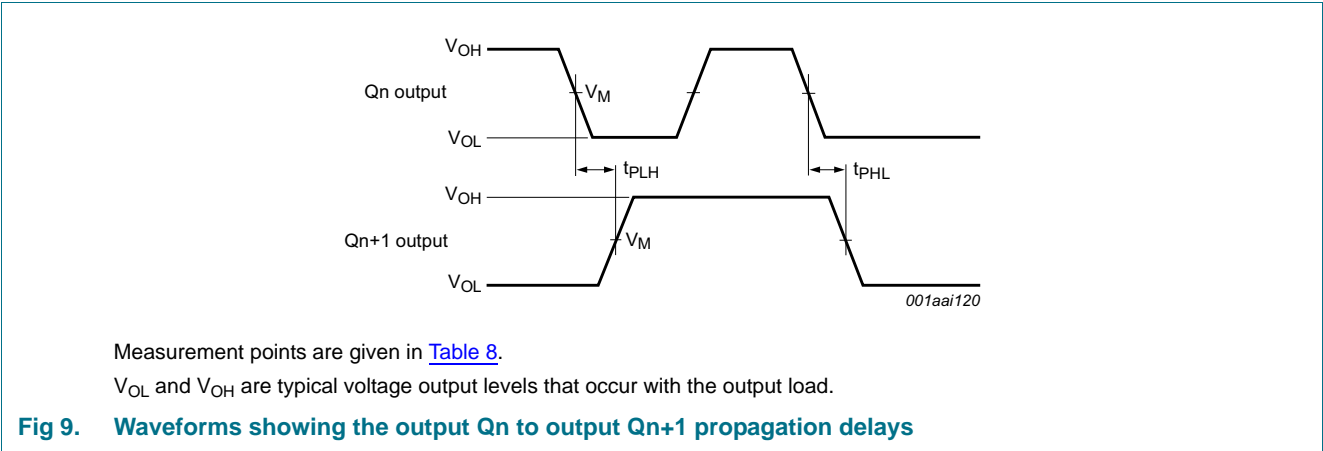 VOH
Qn output
VM
VOL
tPLH
tPHL
VOH
Qn+1 output
VM
VOL
001aai120
Measurement points are given in Table 8.
VOL and VOH are typical voltage output levels that occur with the output load.
Fig 9. Waveforms showing the output Qn to output Qn+1 propagation delays